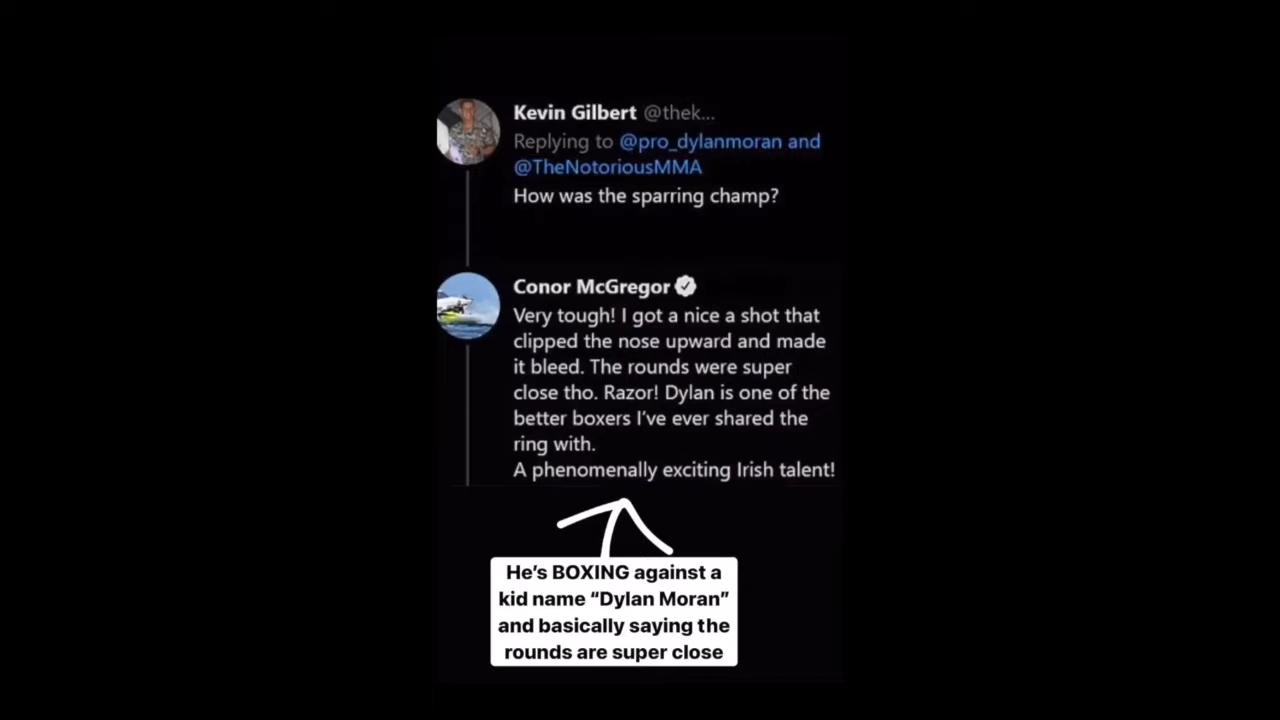 Kevin Gilbert @thek...
Replying to @pro_dylanmoran and
@TheNotoriousMMA
How was the sparring champ?
Conor McGregor
Very tough! I got a nice a shot that
clipped the nose upward and made
it bleed. The rounds were super
close tho. Razor! Dylan is one of the
better boxers I've ever shared the
ring with.
A phenomenally exciting Irish talent!
He's BOXING against a
kid name “Dylan Moran”
and basically saying the
rounds are super close